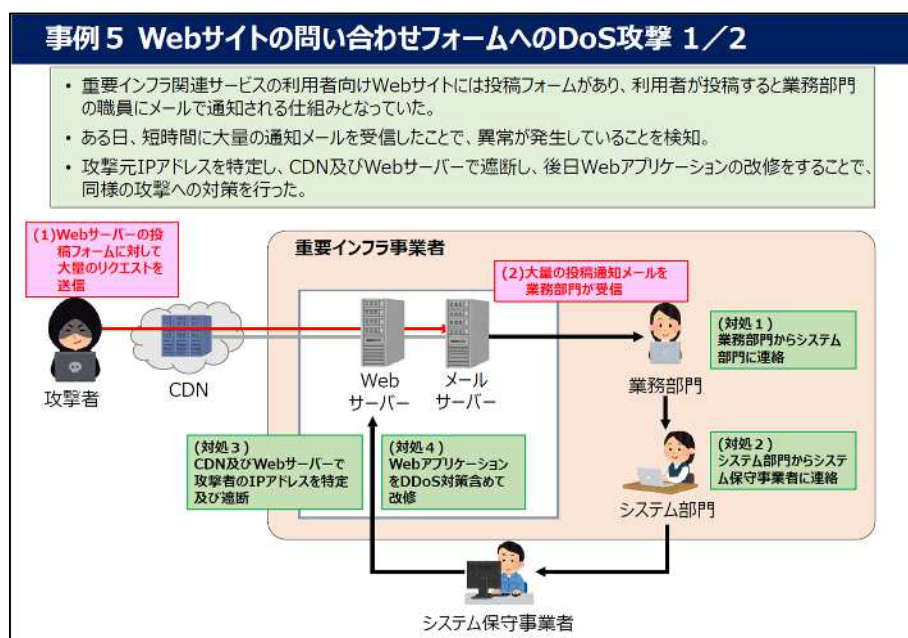 事例5 Webサイトの問い合わせフォームへのDoS攻撃 1／2
• 重要インフラ関連サービスの利用者向けWebサイトには投稿フォームがあり、利用者が投稿すると業務部門
の職員にメールで通知される仕組みとなっていた。
• ある日、短時間に大量の通知メールを受信したことで、異常が発生していることを検知。
• 攻撃元IPアドレスを特定し、CDN及びWebサーバーで遮断し、後日Webアプリケーションの改修をすることで、
同様の攻撃への対策を行った。
(1)Webサーバーの投
稿フォームに対して
大量のリクエストを
送信
重要インフラ事業者
(2)大量の投稿通知メールを
業務部門が受信
攻撃者
CDN
Web
サーバー
メール
サーバー
業務部門
(対処１)
業務部門からシステム
部門に連絡
(対処３)
CDN及びWebサーバーで
攻撃者のIPアドレスを特定
及び遮断
(対処４)
Webアプリケーション
をDDoS対策含めて
改修
(対処２)
システム部門からシステ
ム保守事業者に連絡
システム部門
システム保守事業者